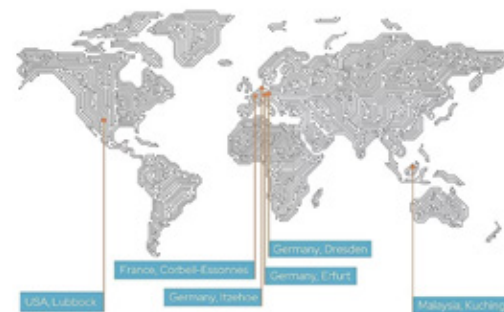 Germany, Dresden
France, Corbeil-Essonnes
Germany, Erfurt
Germany, Itzehoe
USA, Lubbock
Malaysia, Kuching